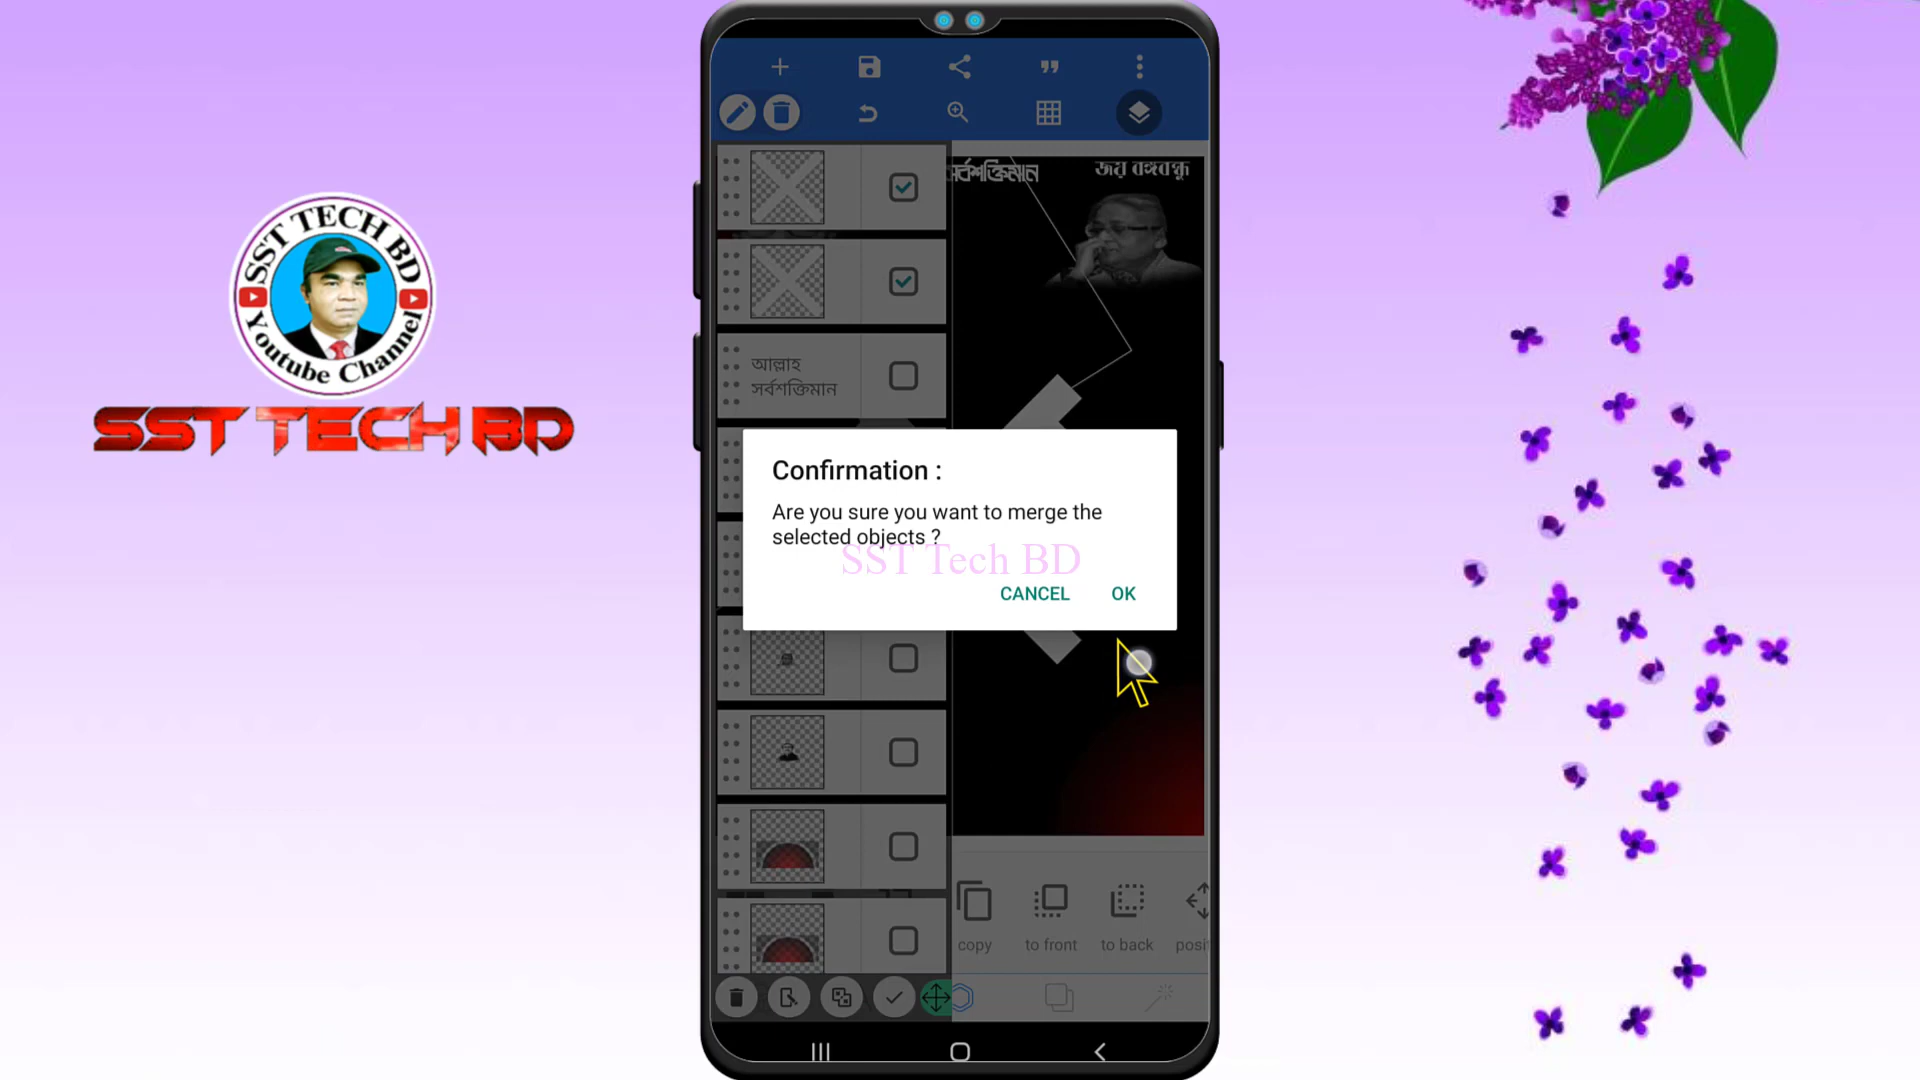 SST TECH BD
Youtube Channel
SST TECH BD
সর্বশক্তিমান
জয় বঙ্গবন্ধু
আল্লাহ
সর্বশক্তিমান
Confirmation :
Are you sure you want to merge the
selected objects ?
SST Tech BD
CANCEL OK
copy to front to back posit